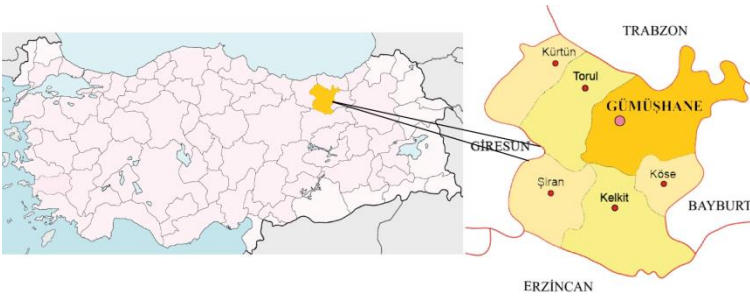 TRABZON
Kürtün
Torul
GÜMÜŞHANE
GİRESUN
Şiran
Köse
Kelkit
BAYBURT
ERZİNCAN